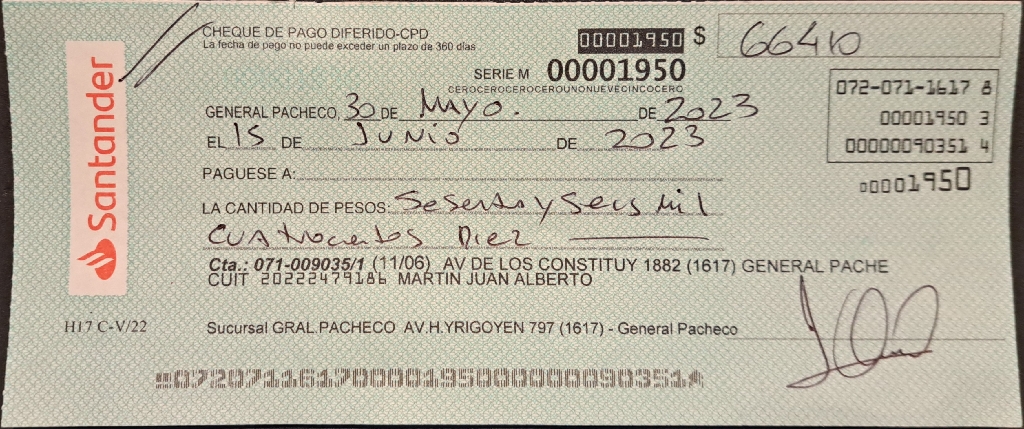 Santander
CHEQUE DE PAGO DIFERIDO-CPD
La fecha de pago no puede exceder un plazo de 360 días
00001950 $ 66410
SERIE M 00001950
CEROCEROCEROCEROUNONUEVECINCOCERO
072-071-1617 8
00001950 3
00000090351 4
00001950
GENERAL PACHECO, 30 DE MAYO. DE 2023
EL 15 DE JUNIO DE 2023
PAGUESE A:
LA CANTIDAD DE PESOS: Sesenta y Seis mil
CUATrocientos Diez
Cta.: 071-009035/1 (11/06) AV DE LOS CONSTITUY 1882 (1617) GENERAL PACHE
CUIT 20222479186 MARTIN JUAN ALBERTO
H17 C-V/22
Sucursal GRAL.PACHECO AV.H.YRIGOYEN 797 (1617) - General Pacheco
072071161700001950000000903514